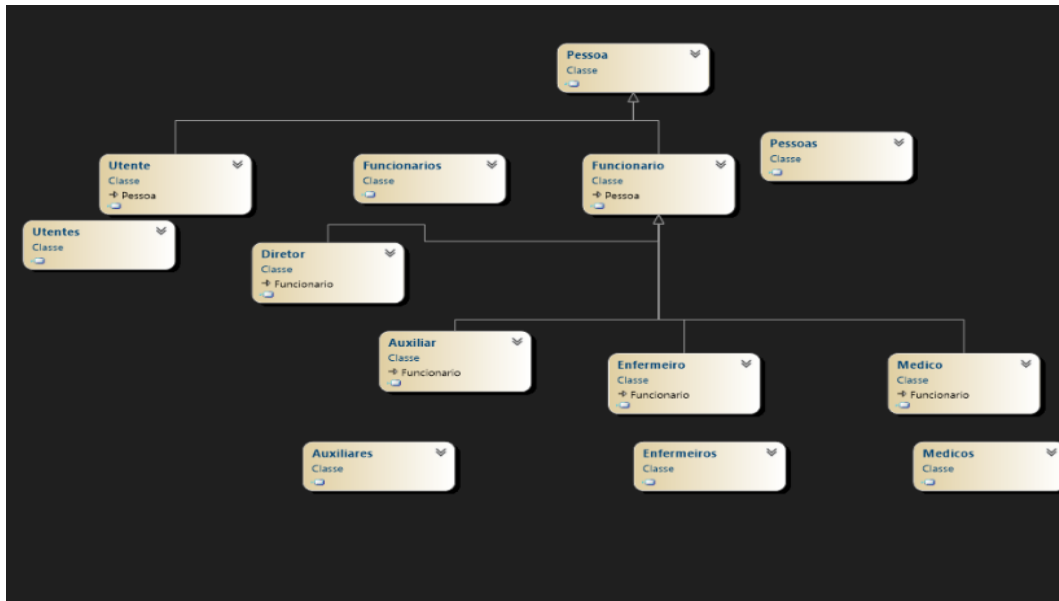 Pessoa
Classe
Pessoas
Classe
Utente
Classe
Pessoa
Funcionarios
Classe
Funcionario
Classe
Pessoa
Utentes
Classe
Diretor
Classe
Funcionario
Auxiliar
Classe
Funcionario
Enfermeiro
Classe
Funcionario
Medico
Classe
Funcionario
Auxiliares
Classe
Enfermeiros
Classe
Medicos
Classe